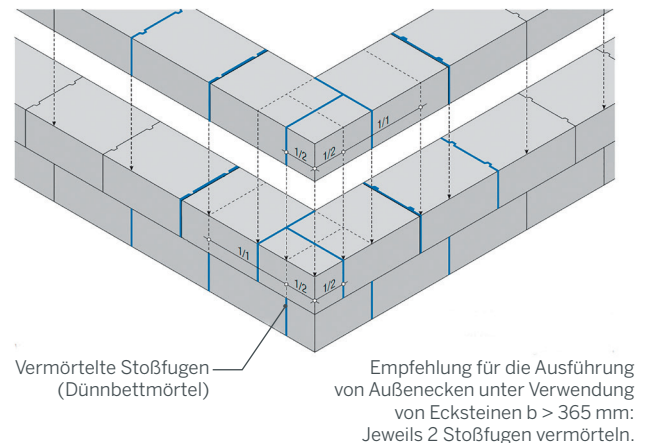 1/1
1/2
1/2
1/1
1/2
1/2
Vermörtelte Stoßfugen
(Dünnbettmörtel)
Empfehlung für die Ausführung
von Außenecken unter Verwendung
von Ecksteinen b > 365 mm:
Jeweils 2 Stoßfugen vermörteln.